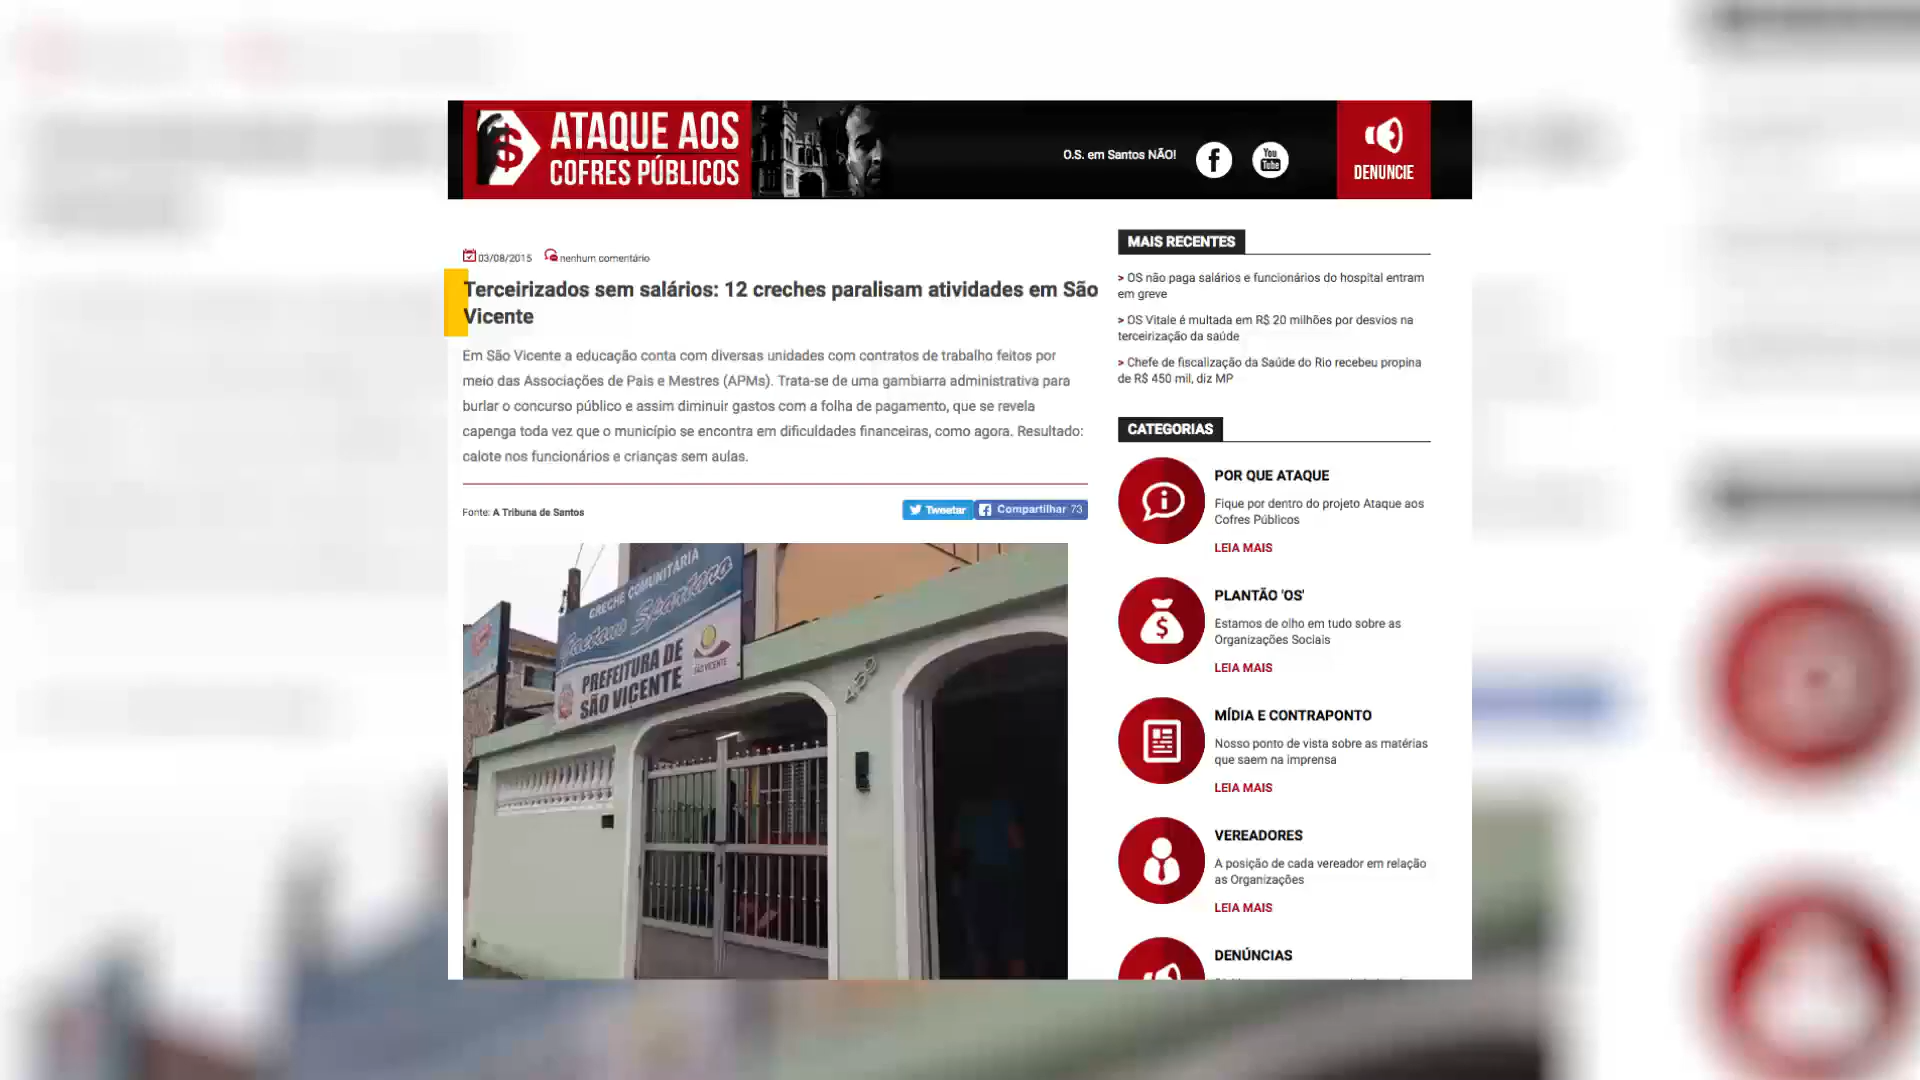 ATAQUE AOS
COFRES PÚBLICOS
O.S. em Santos NÃO!
You
Tube
DENUNCIE
03/08/2015 nenhum comentário
Terceirizados sem salários: 12 creches paralisam atividades em São
Vicente
Em São Vicente a educação conta com diversas unidades com contratos de trabalho feitos por
meio das Associações de Pais e Mestres (APMs). Trata-se de uma gambiarra administrativa para
burlar o concurso público e assim diminuir gastos com a folha de pagamento, que se revela
capenga toda vez que o município se encontra em dificuldades financeiras, como agora. Resultado:
calote nos funcionários e crianças sem aulas.
Fonte: A Tribuna de Santos
Tweetar
Compartilhar 73
CRECHE COMUNITÁRIA
Gaetano Spartano
PREFEITURA DE
SÃO VICENTE
SÃO VICENTE
450
MAIS RECENTES
> OS não paga salários e funcionários do hospital entram
em greve
> OS Vitale é multada em R$ 20 milhões por desvios na
terceirização da saúde
> Chefe de fiscalização da Saúde do Rio recebeu propina
de R$ 450 mil, diz MP
CATEGORIAS
POR QUE ATAQUE
Fique por dentro do projeto Ataque aos
Cofres Públicos
LEIA MAIS
PLANTÃO 'OS'
Estamos de olho em tudo sobre as
Organizações Sociais
LEIA MAIS
MÍDIA E CONTRAPONTO
Nosso ponto de vista sobre as matérias
que saem na imprensa
LEIA MAIS
VEREADORES
A posição de cada vereador em relação
as Organizações
LEIA MAIS
DENÚNCIAS